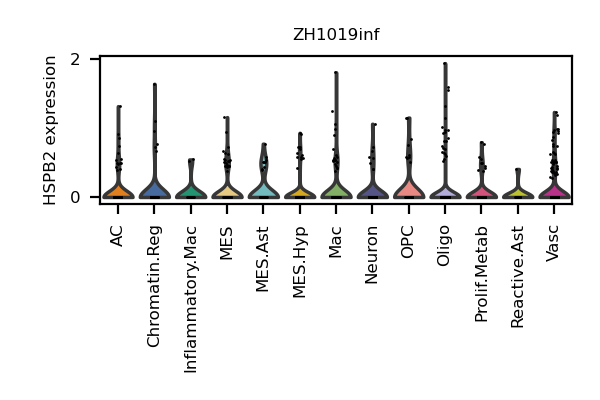 ZH1019inf
HSPB2 expression
2
0
AC
Chromatin.Reg
Inflammatory.Mac
MES
MES.Ast
MES.Hyp
Mac
Neuron
OPC
Oligo
Prolif.Metab
Reactive.Ast
Vasc